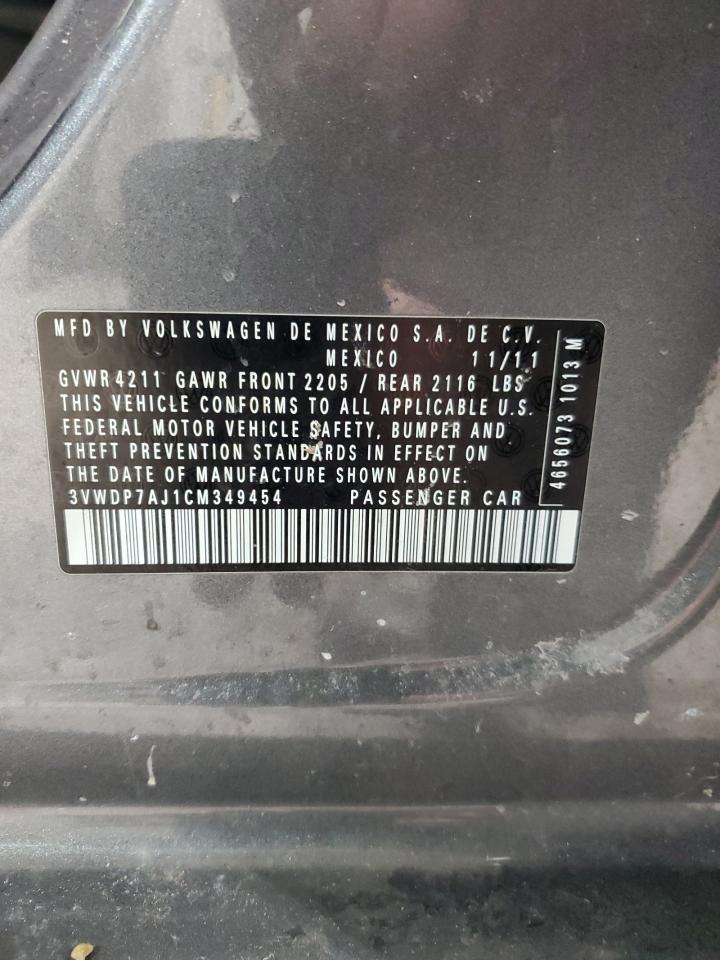 MFD BY VOLKSWAGEN DE MEXICO S.A. DE C.V.
MEXICO 11/11
GVWR 4211 GAWR FRONT 2205 / REAR 2116 LBS
THIS VEHICLE CONFORMS TO ALL APPLICABLE U.S.
FEDERAL MOTOR VEHICLE SAFETY, BUMPER AND
THEFT PREVENTION STANDARDS IN EFFECT ON
THE DATE OF MANUFACTURE SHOWN ABOVE.
3VWDP7AJ1CM349454 PASSENGER CAR
4656073 1013 M